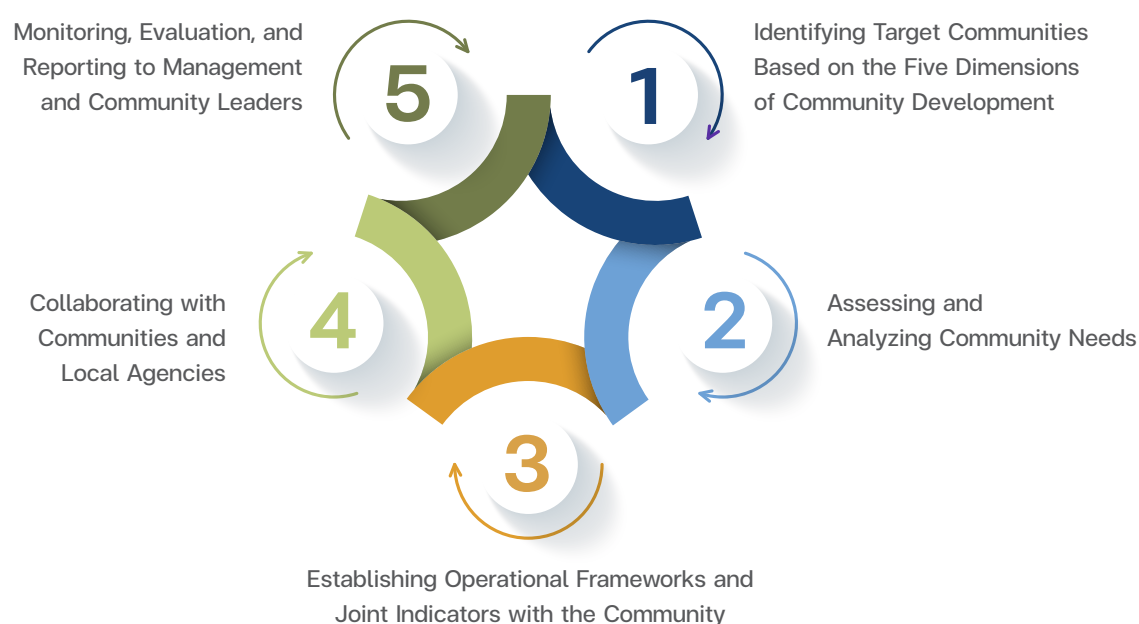 1
Identifying Target Communities
Based on the Five Dimensions
of Community Development
2
Assessing and
Analyzing Community Needs
3
Establishing Operational Frameworks and
Joint Indicators with the Community
4
Collaborating with
Communities and
Local Agencies
5
Monitoring, Evaluation, and
Reporting to Management
and Community Leaders